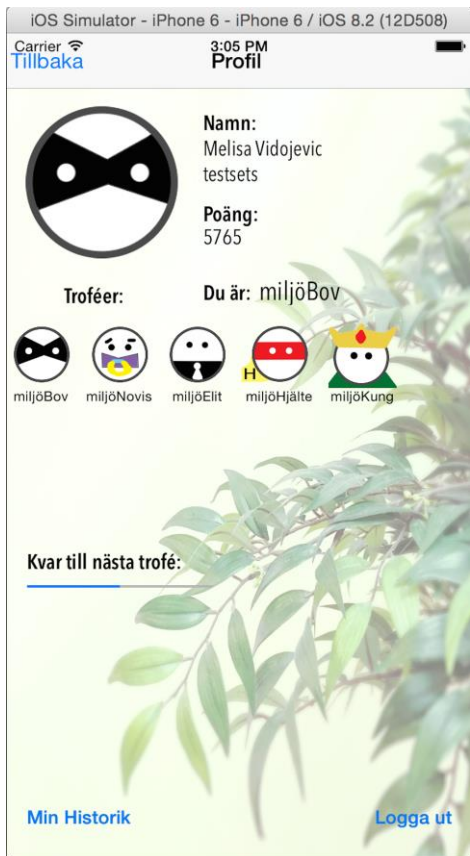 iOS Simulator - iPhone 6 - iPhone 6 / iOS 8.2 (12D508)
Carrier 3:05 PM
Tillbaka Profil
Namn:
Melisa Vidojevic
testsets
Poäng:
5765
Troféer: Du är: miljöBov
H
miljöBov miljöNovis miljöElit miljöHjälte miljöKung
Kvar till nästa trofé:
Min Historik Logga ut